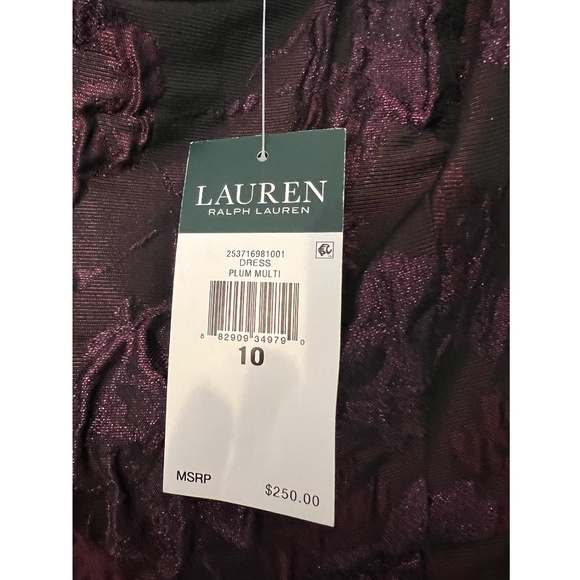 LAUREN
RALPH LAUREN
253716981001
DRESS
PLUM MULTI
8 82909 34979 0
10
MSRP
$250.00